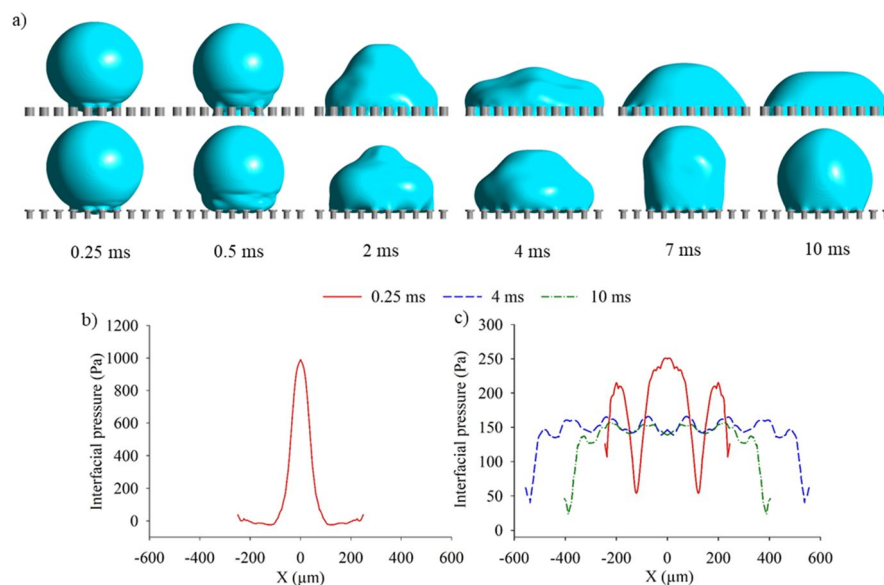 a)
0.25 ms 0.5 ms 2 ms 4 ms 7 ms 10 ms
0.25 ms 4 ms 10 ms
b)
1200
1000
800
600
400
200
0
Interfacial pressure (Pa)
-600 -400 -200 0 200 400 600
X (μm)
c)
300
250
200
150
100
50
0
Interfacial pressure (Pa)
-600 -400 -200 0 200 400 600
X (μm)